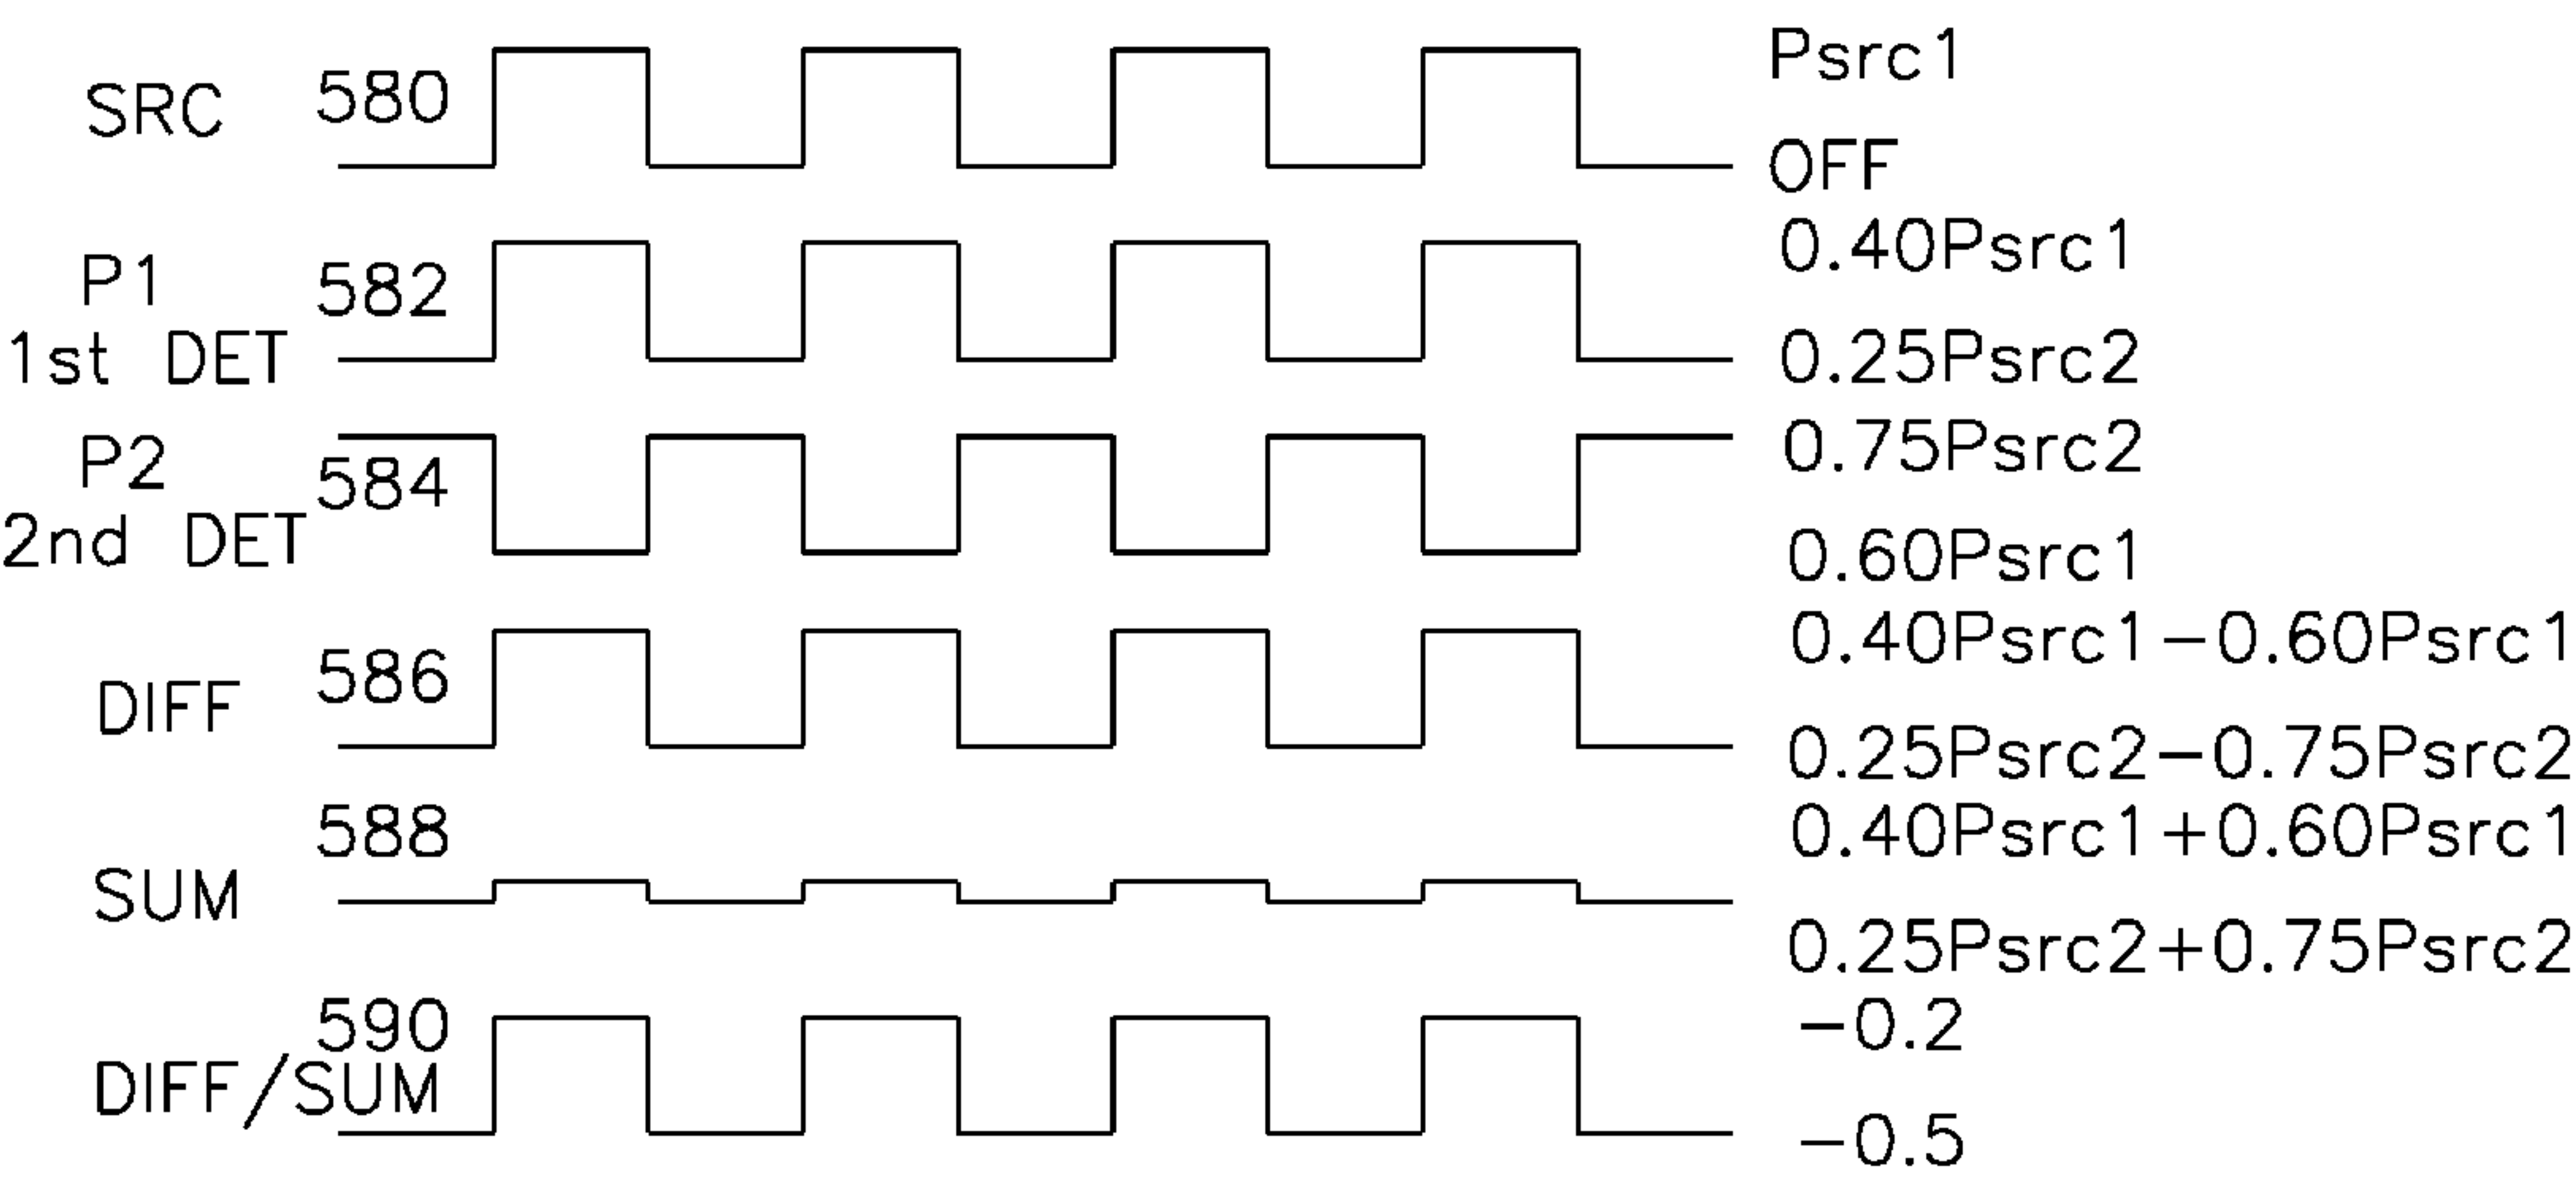 SRC 580 Psrc1
OFF
P1 582 0.40Psrc1
1st DET 0.25Psrc2
P2 584 0.75Psrc2
2nd DET 0.60Psrc1
586 0.40Psrc1-0.60Psrc1
DIFF 0.25Psrc2-0.75Psrc2
588 0.40Psrc1+0.60Psrc1
SUM 0.25Psrc2+0.75Psrc2
590 -0.2
DIFF/SUM -0.5